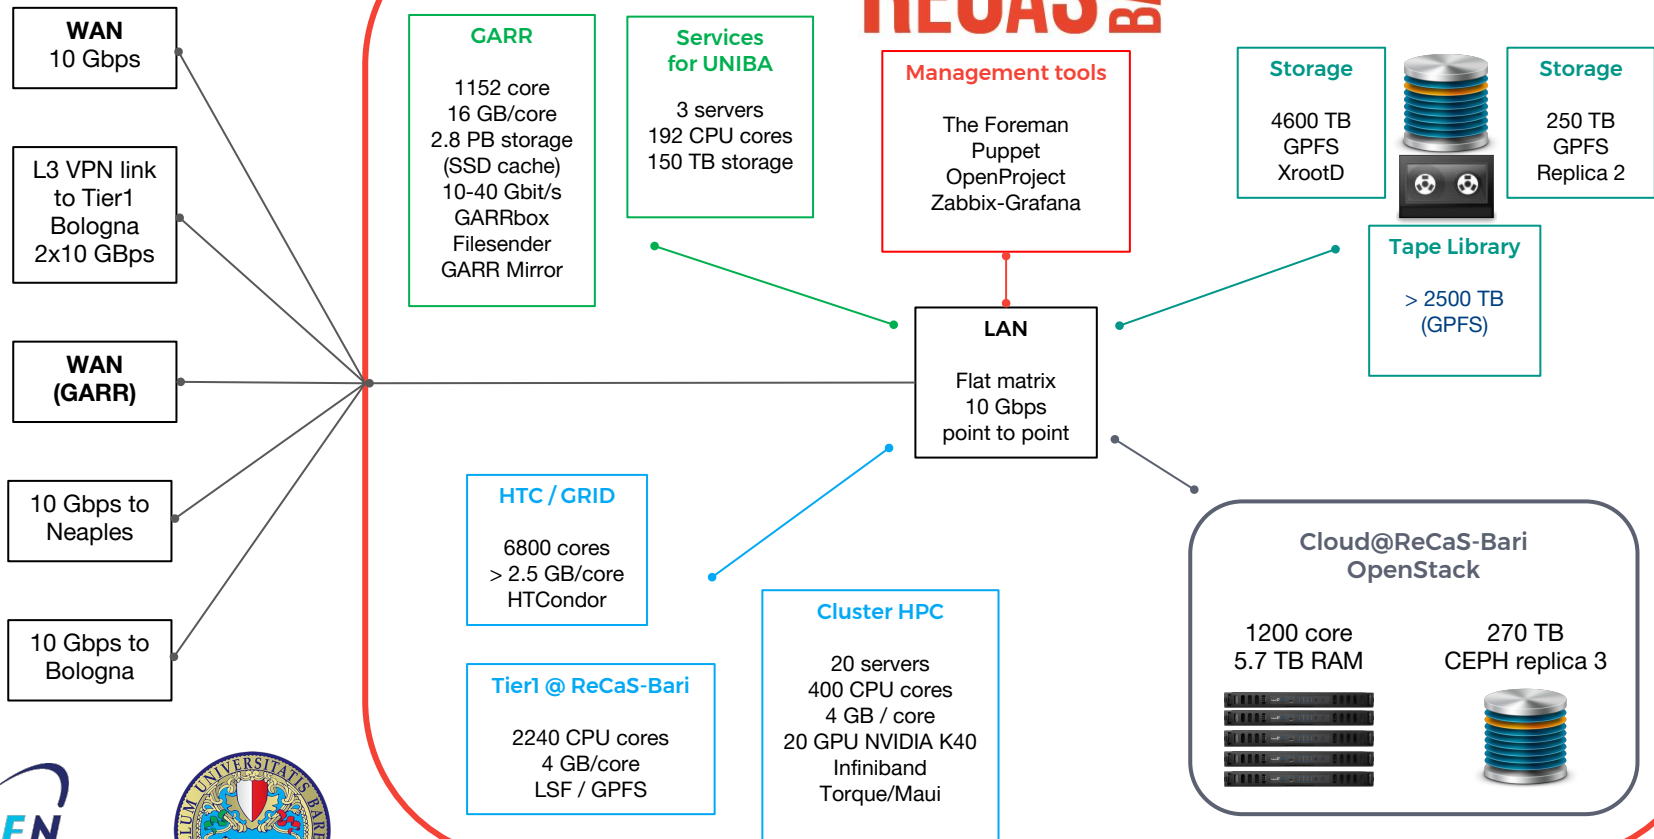 WAN
10 Gbps
L3 VPN link
to Tier1
Bologna
2x10 GBps
WAN
(GARR)
10 Gbps to
Neaples
10 Gbps to
Bologna
RECAS
BA
GARR
1152 core
16 GB/core
2.8 PB storage
(SSD cache)
10-40 Gbit/s
GARRbox
Filesender
GARR Mirror
Services
for UNIBA
3 servers
192 CPU cores
150 TB storage
Management tools
The Foreman
Puppet
OpenProject
Zabbix-Grafana
Storage
4600 TB
GPFS
XrootD
Storage
250 TB
GPFS
Replica 2
Tape Library
> 2500 TB
(GPFS)
LAN
Flat matrix
10 Gbps
point to point
HTC / GRID
6800 cores
> 2.5 GB/core
HTCondor
Tier1 @ ReCaS-Bari
2240 CPU cores
4 GB/core
LSF / GPFS
Cluster HPC
20 servers
400 CPU cores
4 GB / core
20 GPU NVIDIA K40
Infiniband
Torque/Maui
Cloud@ReCaS-Bari
OpenStack
1200 core
5.7 TB RAM
270 TB
CEPH replica 3
EN
LUM UNIVERSITATIS BARE